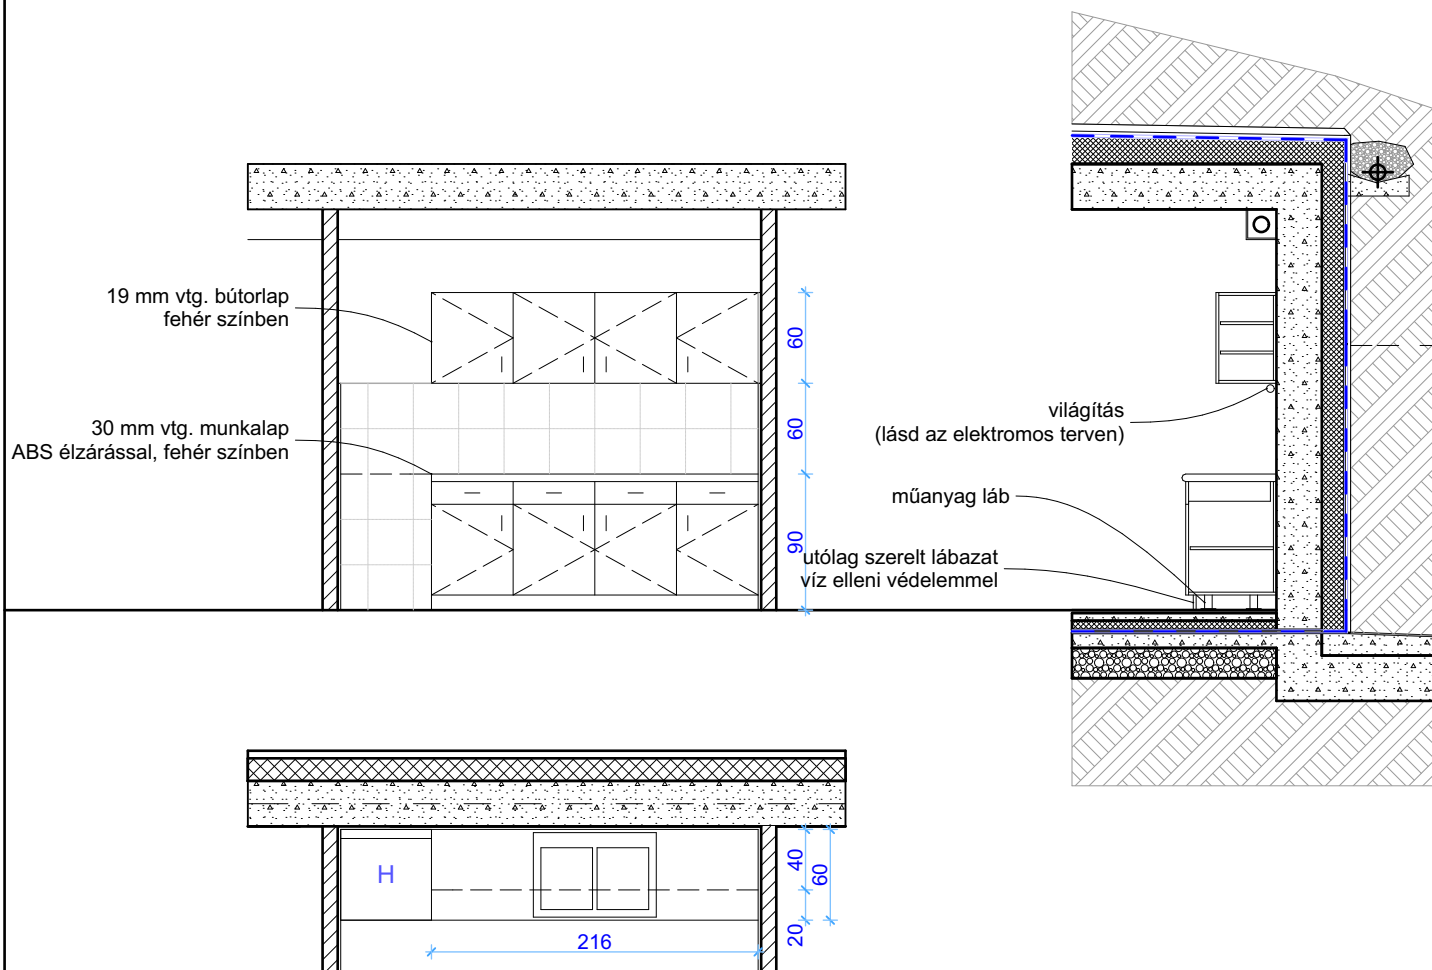 19 mm vtg. bútorlap
fehér színben
60
30 mm vtg. munkalap
ABS élzárással, fehér színben
60
világítás
(lásd az elektromos terven)
műanyag láb
90
utólag szerelt lábazat
víz elleni védelemmel
H
40
60
20
216